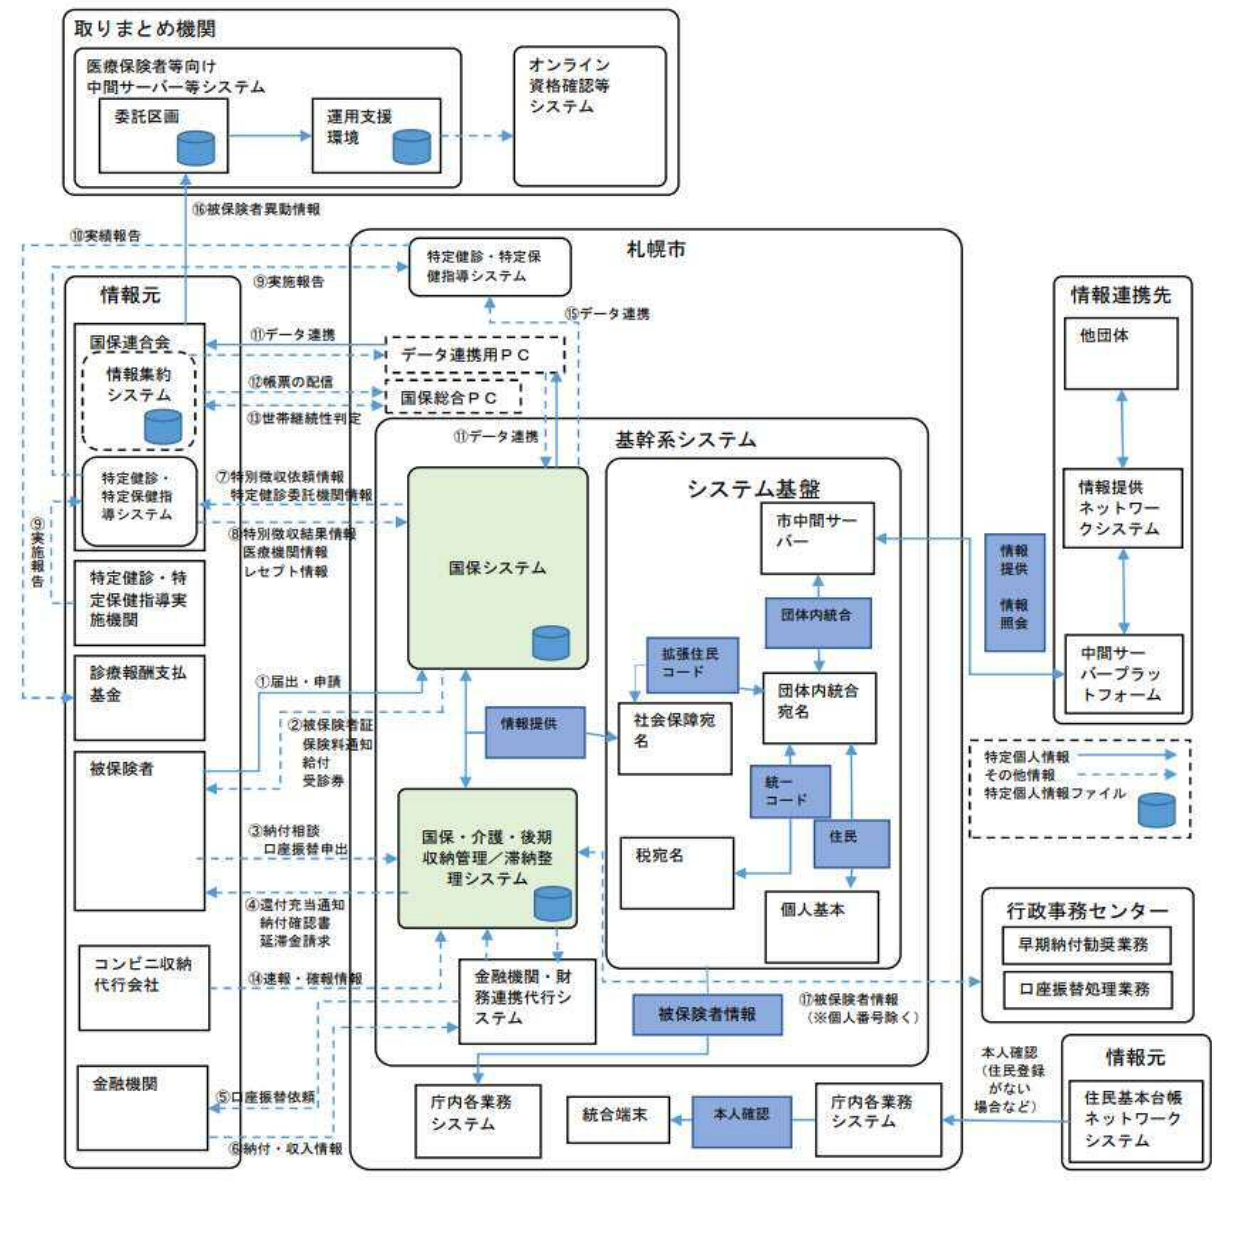 取りまとめ機関
医療保険者等向け
中間サーバー等システム
委託区画
運用支援
環境
オンライン
資格確認等
システム
⑯被保険者異動情報
⑩実績報告
⑨実施報告
札幌市
特定健診・特定保
健指導システム
⑮データ連携
情報元
国保連合会
情報集約
システム
特定健診・
特定保健指
導システム
⑨実施報告
特定健診・特
定保健指導実
施機関
診療報酬支払
基金
被保険者
コンビニ収納
代行会社
金融機関
⑪データ連携
データ連携用ＰＣ
⑫帳票の配信
国保総合ＰＣ
⑬世帯継続性判定
⑪データ連携
⑦特別徴収依頼情報
特定健診委託機関情報
⑧特別徴収結果情報
医療機関情報
レセプト情報
①届出・申請
②被保険者証
保険料通知
給付
受診券
③納付相談
口座振替申出
④還付充当通知
納付確認書
延滞金請求
⑭速報・確報情報
⑤口座振替依頼
⑥納付・収入情報
基幹系システム
国保システム
情報提供
国保・介護・後期
収納管理／滞納整
理システム
金融機関・財
務連携代行シ
ステム
システム基盤
市中間サー
バー
団体内統合
拡張住民
コード
団体内統合
宛名
社会保障宛
名
統一
コード
住民
税宛名
個人基本
被保険者情報
⑰被保険者情報
（※個人番号除く）
庁内各業務
システム
統合端末
本人確認
庁内各業務
システム
情報連携先
他団体
情報提供
ネットワー
クシステム
中間サー
バープラッ
トフォーム
情報
提供
情報
照会
特定個人情報
その他情報
特定個人情報ファイル
行政事務センター
早期納付勧奨業務
口座振替処理業務
本人確認
（住民登録
がない
場合など）
情報元
住民基本台帳
ネットワーク
システム